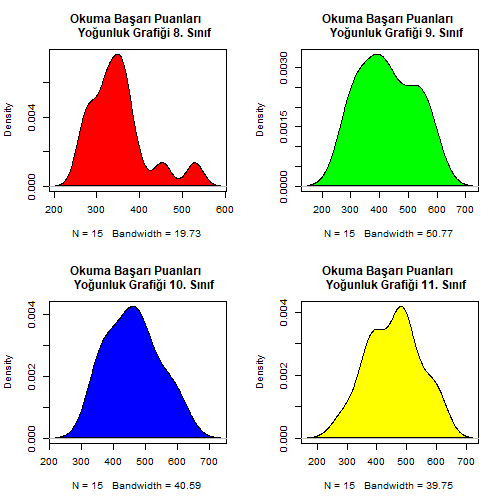 Okuma Başarı Puanları
Yoğunluk Grafiği 8. Sınıf
Density
0.004
0.000
200 300 400 500 600
N = 15 Bandwidth = 19.73
Okuma Başarı Puanları
Yoğunluk Grafiği 9. Sınıf
Density
0.0030
0.0015
0.0000
200 300 400 500 600 700
N = 15 Bandwidth = 50.77
Okuma Başarı Puanları
Yoğunluk Grafiği 10. Sınıf
Density
0.004
0.002
0.000
200 300 400 500 600 700
N = 15 Bandwidth = 40.59
Okuma Başarı Puanları
Yoğunluk Grafiği 11. Sınıf
Density
0.004
0.002
0.000
200 300 400 500 600 700
N = 15 Bandwidth = 39.75